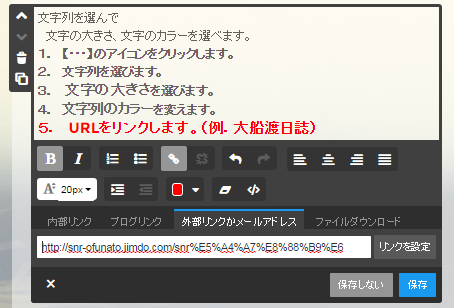 文字列を選んで
文字の大きさ、文字のカラーを選べます。
1. 【・・・】のアイコンをクリックします。
2. 文字列を選びます。
3. 文字の大きさを選びます。
4. 文字列のカラーを変えます。
5. URLをリンクします。（例. 大船渡日誌）
B I
A 20px
内部リンク ブログリンク 外部リンクかメールアドレス ファイルダウンロード
http://snr-ofunato.jimdo.com/snr%E5%A4%A7%E8%88%B9%E6 リンクを設定
保存しない 保存